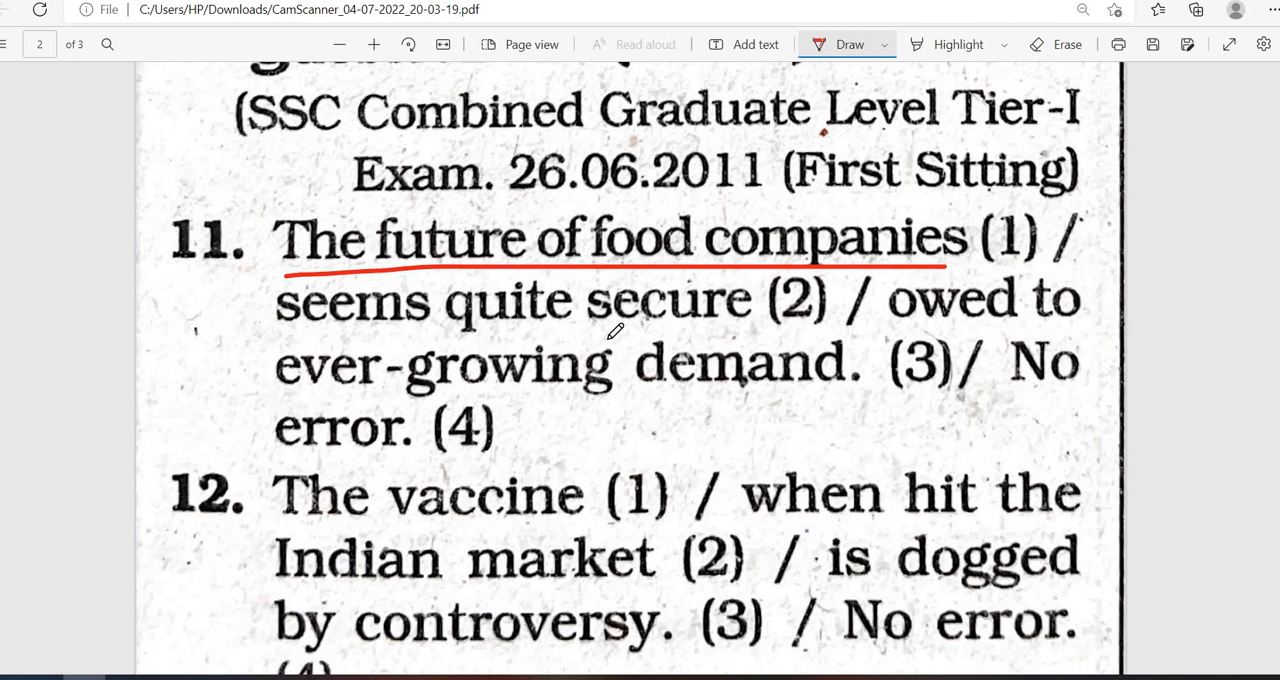 File | C:/Users/HP/Downloads/CamScanner_04-07-2022_20-03-19.pdf
2 of 3 Page view Read aloud Add text Draw Highlight Erase
(SSC Combined Graduate Level Tier-I
Exam. 26.06.2011 (First Sitting)
11. The future of food companies (1) /
seems quite secure (2) / owed to
ever-growing demand. (3)/ No
error. (4)
12. The vaccine (1) / when hit the
Indian market (2) / is dogged
by controversy. (3) / No error.
(4)